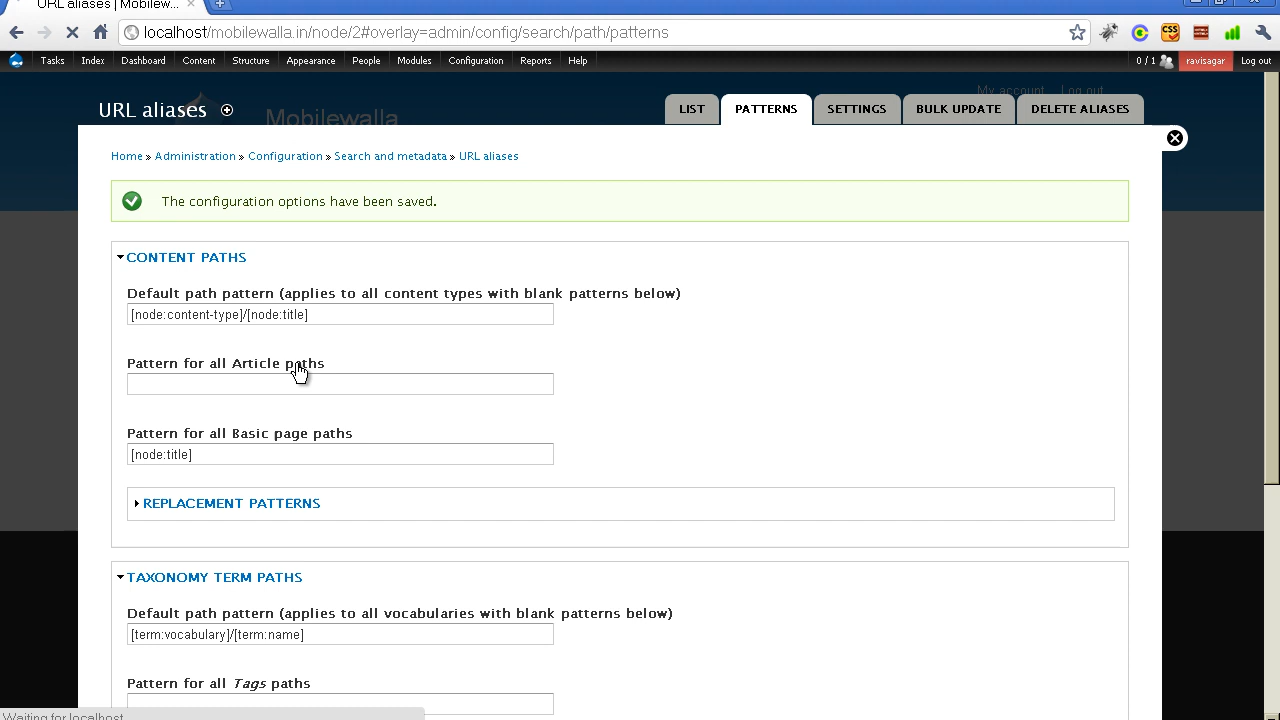 URL aliases | Mobilew...
localhost/mobilewalla.in/node/2#overlay=admin/config/search/path/patterns
Tasks Index Dashboard Content Structure Appearance People Modules Configuration Reports Help 0 / 1 ravisagar Log out
My account Log out
URL aliases Mobilewalla LIST PATTERNS SETTINGS BULK UPDATE DELETE ALIASES
Home » Administration » Configuration » Search and metadata » URL aliases
The configuration options have been saved.
CONTENT PATHS
Default path pattern (applies to all content types with blank patterns below)
[node:content-type]/[node:title]
Pattern for all Article paths
Pattern for all Basic page paths
[node:title]
REPLACEMENT PATTERNS
TAXONOMY TERM PATHS
Default path pattern (applies to all vocabularies with blank patterns below)
[term:vocabulary]/[term:name]
Pattern for all Tags paths
Waiting for localhost